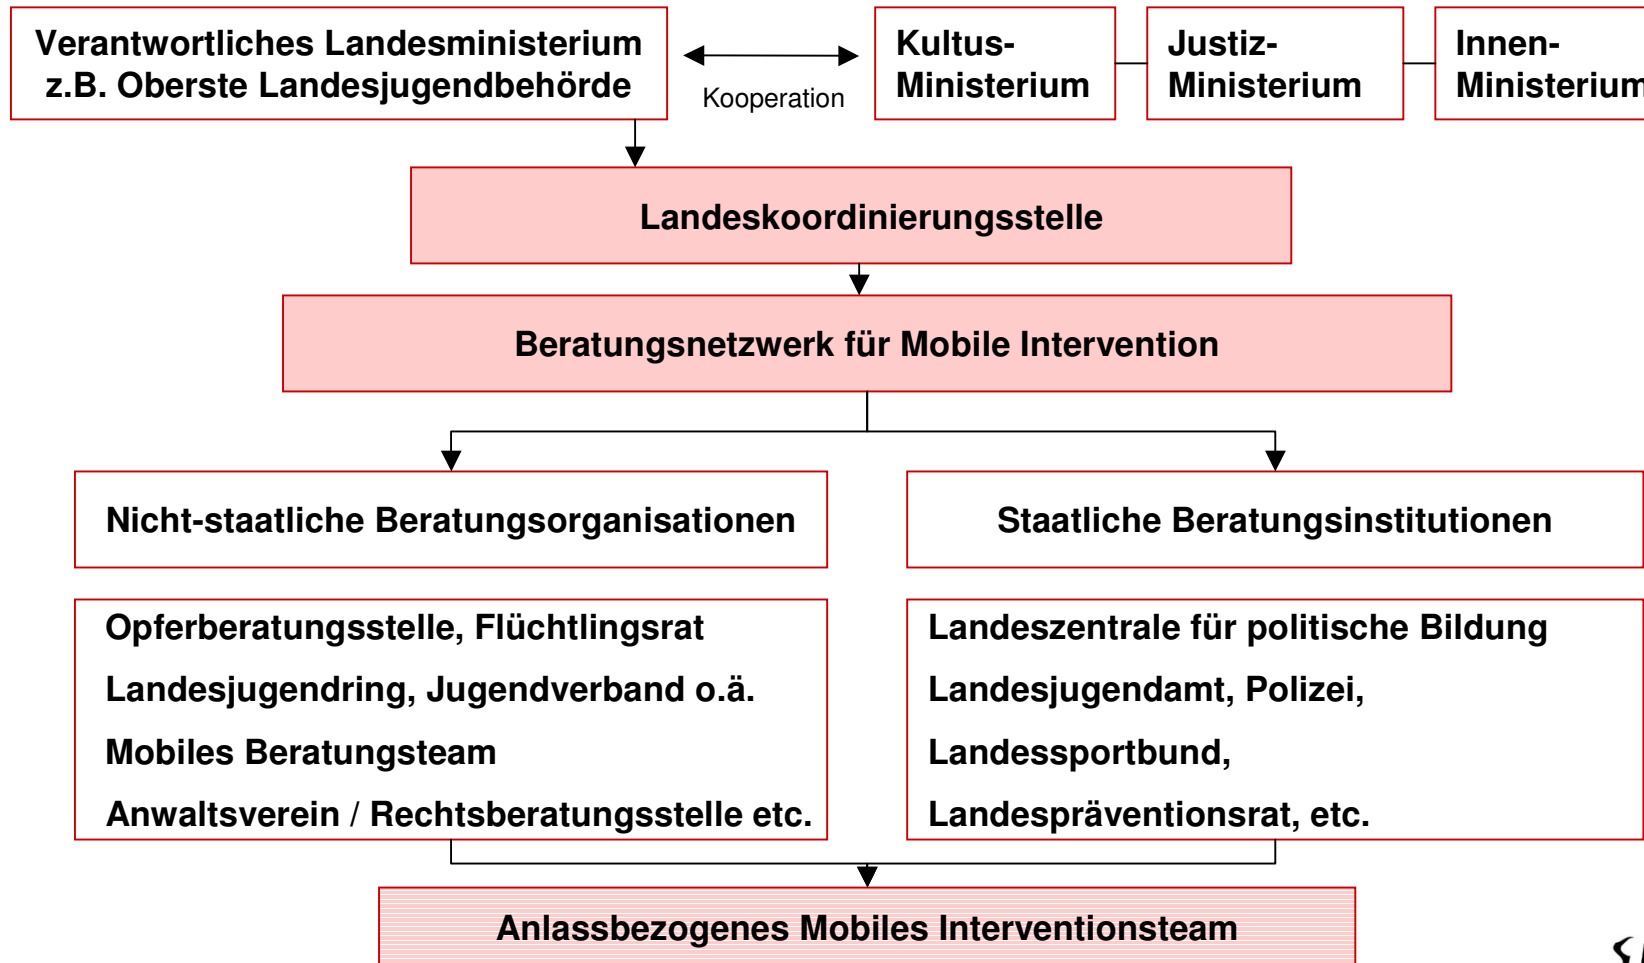 Verantwortliches Landesministerium
z.B. Oberste Landesjugendbehörde
Kooperation
Kultus-
Ministerium
Justiz-
Ministerium
Innen-
Ministerium
Landeskoordinierungsstelle
Beratungsnetzwerk für Mobile Intervention
Nicht-staatliche Beratungsorganisationen
Staatliche Beratungsinstitutionen
Opferberatungsstelle, Flüchtlingsrat
Landesjugendring, Jugendverband o.ä.
Mobiles Beratungsteam
Anwaltsverein / Rechtsberatungsstelle etc.
Landeszentrale für politische Bildung
Landesjugendamt, Polizei,
Landessportbund,
Landespräventionsrat, etc.
Anlassbezogenes Mobiles Interventionsteam